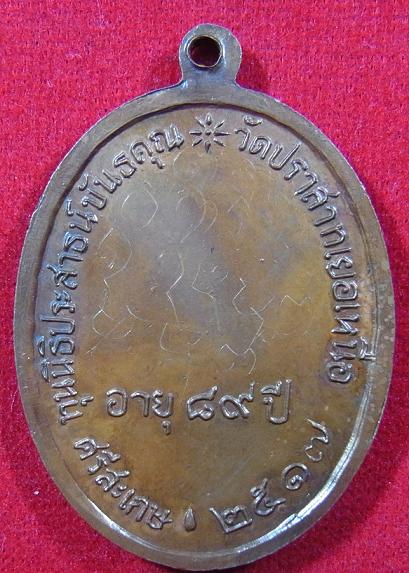 ทุนนิธิประสาธน์ขันธคุณ ✴ วัดปราสาทเยอเหนือ
อายุ ๘๙ ปี
ศรีสะเกษ ๒๕๑๗